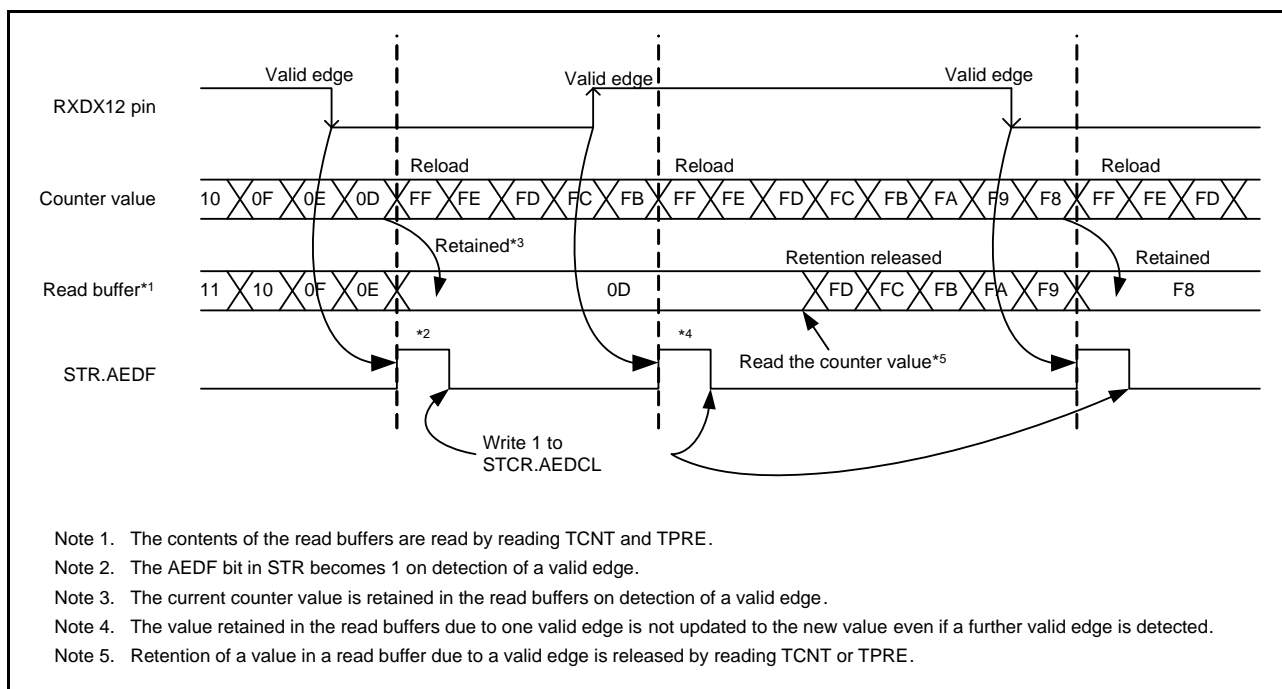 Valid edge Valid edge Valid edge
RXDX12 pin
Reload Reload Reload
Counter value 10 0F 0E 0D FF FE FD FC FB FF FE FD FC FB FA F9 F8 FF FE FD
Retained*3 Retention released Retained
Read buffer*1 11 10 0F 0E 0D FD FC FB FA F9 F8
*2 *4
Read the counter value*5
STR.AEDF
Write 1 to
STCR.AEDCL
Note 1. The contents of the read buffers are read by reading TCNT and TPRE.
Note 2. The AEDF bit in STR becomes 1 on detection of a valid edge.
Note 3. The current counter value is retained in the read buffers on detection of a valid edge.
Note 4. The value retained in the read buffers due to one valid edge is not updated to the new value even if a further valid edge is detected.
Note 5. Retention of a value in a read buffer due to a valid edge is released by reading TCNT or TPRE.